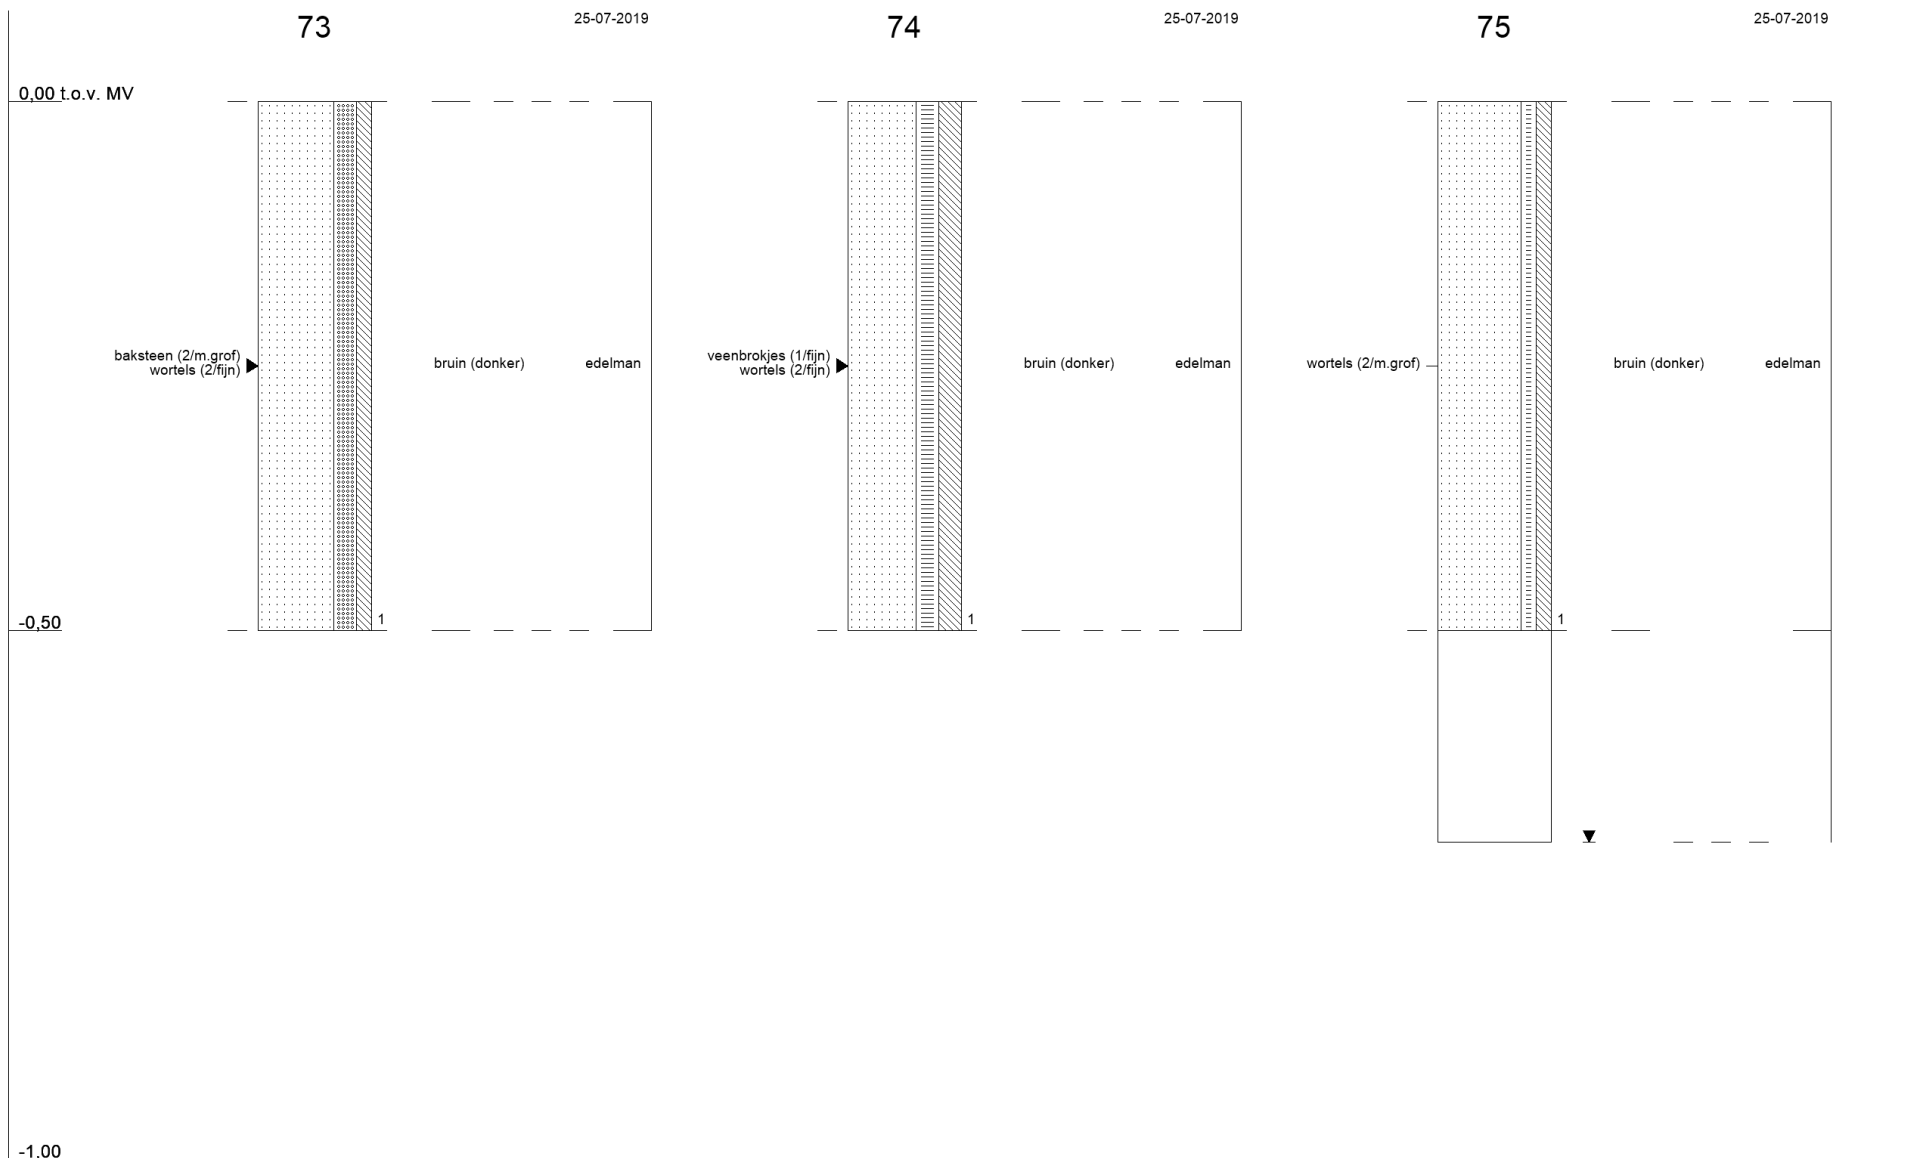 73
25-07-2019
74
25-07-2019
75
25-07-2019
0,00 t.o.v. MV
baksteen (2/m.grof)
wortels (2/fijn)
bruin (donker)
edelman
veenbrokjes (1/fijn)
wortels (2/fijn)
bruin (donker)
edelman
wortels (2/m.grof)
bruin (donker)
edelman
-0,50
1
1
1
-1,00